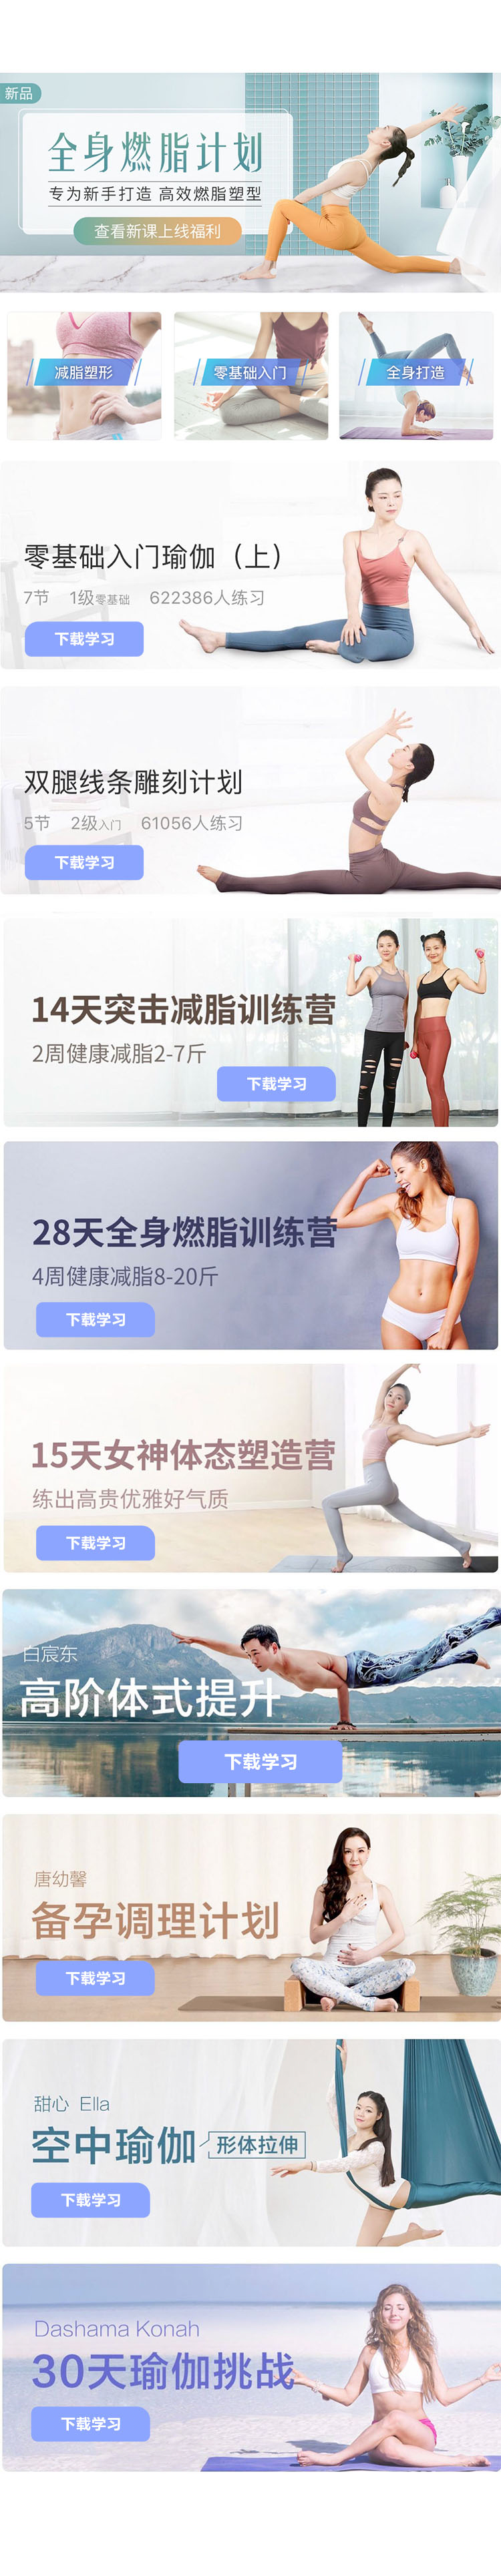 新品
全身燃脂计划
专为新手打造 高效燃脂塑型
查看新课上线福利
减脂塑形
零基础入门
全身打造
零基础入门瑜伽（上）
7节 1级零基础 622386人练习
下载学习
双腿线条雕刻计划
5节 2级入门 61056人练习
下载学习
14天突击减脂训练营
2周健康减脂2-7斤
下载学习
28天全身燃脂训练营
4周健康减脂8-20斤
下载学习
15天女神体态塑造营
练出高贵优雅好气质
下载学习
白宸东
高阶体式提升
下载学习
唐幼馨
备孕调理计划
下载学习
甜心 Ella
空中瑜伽 形体拉伸
下载学习
Dashama Konah
30天瑜伽挑战
下载学习